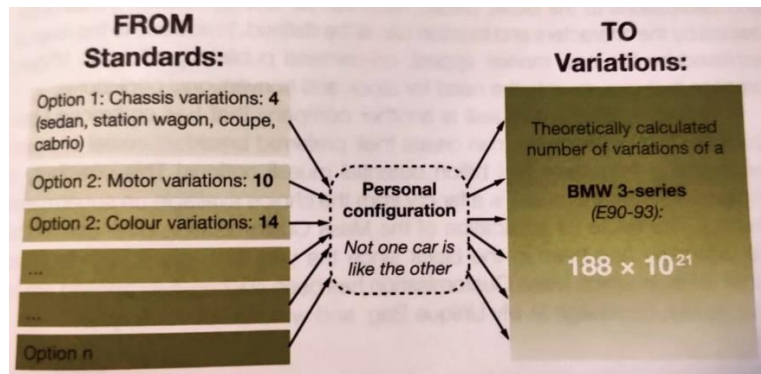 FROM
Standards:
Option 1: Chassis variations: 4
(sedan, station wagon, coupe,
cabrio)
Option 2: Motor variations: 10
Option 2: Colour variations: 14
...
...
Option n
Personal
configuration
Not one car is
like the other
TO
Variations:
Theoretically calculated
number of variations of a
BMW 3-series
(E90-93):
188 × 10²¹